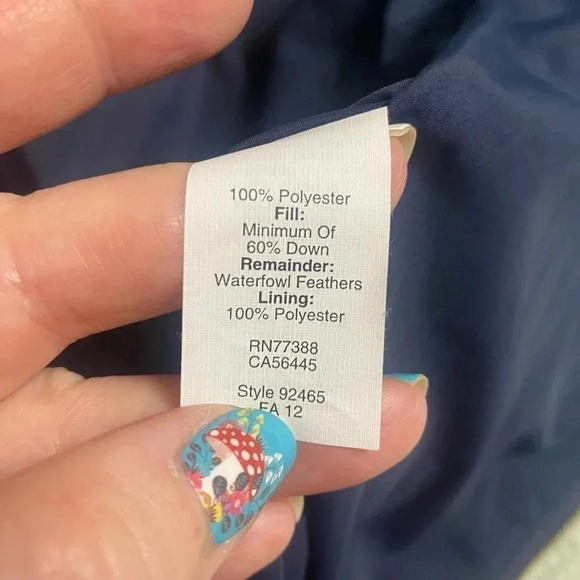 100% Polyester
Fill:
Minimum Of
60% Down
Remainder:
Waterfowl Feathers
Lining:
100% Polyester
RN77388
CA56445
Style 92465
FA 12